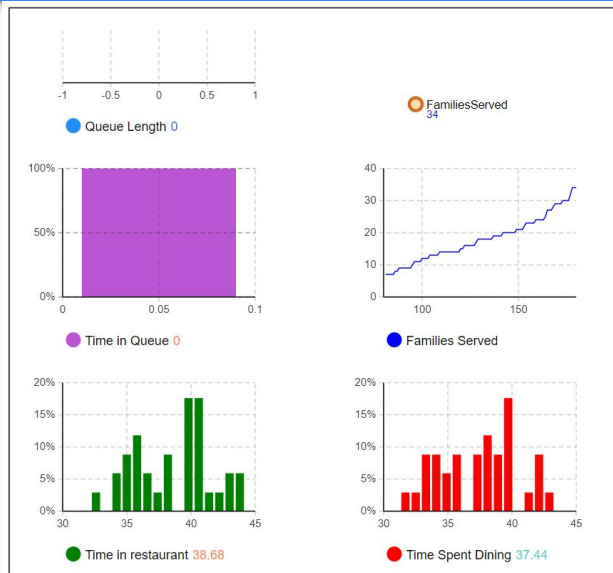 -1 -0.5 0 0.5 1
Queue Length 0
FamiliesServed
34
100%
50%
0%
0 0.05 0.1
Time in Queue 0
40
30
20
10
0
100 150
Families Served
20%
15%
10%
5%
0%
30 35 40 45
Time in restaurant 38.68
20%
15%
10%
5%
0%
30 35 40 45
Time Spent Dining 37.44